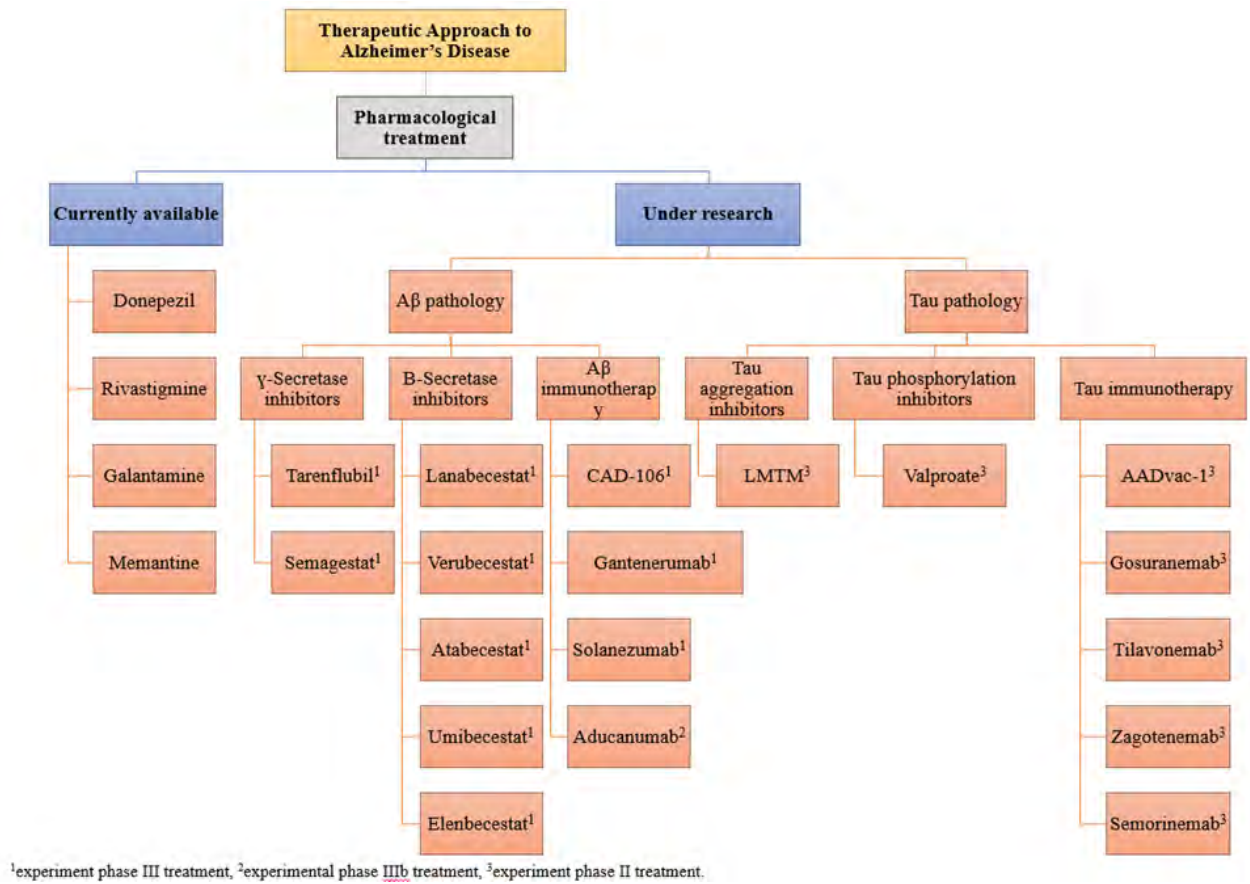 Therapeutic Approach to
Alzheimer’s Disease
Pharmacological
treatment
Currently available
Under research
Donepezil
Rivastigmine
Galantamine
Memantine
Aβ pathology
Tau pathology
γ-Secretase
inhibitors
B-Secretase
inhibitors
Aβ
immunotherap
y
Tau
aggregation
inhibitors
Tau phosphorylation
inhibitors
Tau immunotherapy
Tarenflubil¹
Semagestat¹
Lanabecestat¹
Verubecestat¹
Atabecestat¹
Umibecestat¹
Elenbecestat¹
CAD-106¹
Gantenerumab¹
Solanezumab¹
Aducanumab²
LMTM³
Valproate³
AADvac-1³
Gosuranemab³
Tilavonemab³
Zagotenemab³
Semorinemab³
¹experiment phase III treatment, ²experimental phase IIIb treatment, ³experiment phase II treatment.